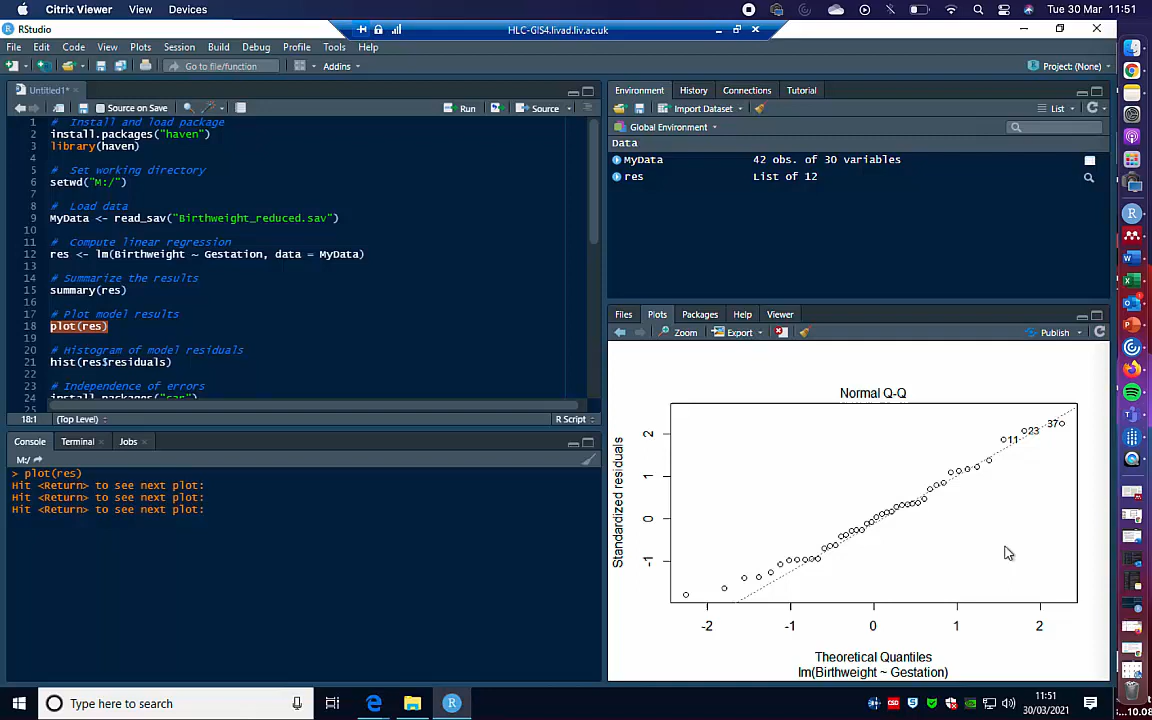 Citrix Viewer View Devices Tue 30 Mar 11:51
RStudio HLC-GIS4.livad.liv.ac.uk
File Edit Code View Plots Session Build Debug Profile Tools Help
Go to file/function Addins Project: (None)
Untitled1*
Source on Save Run Source
1 # Install and load package
2 install.packages("haven")
3 library(haven)
4
5 # Set working directory
6 setwd("M:/")
7
8 # Load data
9 MyData <- read_sav("Birthweight_reduced.sav")
10
11 # Compute linear regression
12 res <- lm(Birthweight ~ Gestation, data = MyData)
13
14 # Summarize the results
15 summary(res)
16
17 # Plot model results
18 plot(res)
19
20 # Histogram of model residuals
21 hist(res$residuals)
22
23 # Independence of errors
24 install.packages("car")
25
18:1 (Top Level) R Script
Console Terminal Jobs
M:/
> plot(res)
Hit <Return> to see next plot:
Hit <Return> to see next plot:
Hit <Return> to see next plot:
Environment History Connections Tutorial
Import Dataset List
Global Environment
Data
MyData 42 obs. of 30 variables
res List of 12
Files Plots Packages Help Viewer
Zoom Export Publish
Normal Q-Q
Standardized residuals
2
1
0
-1
11 23 37
-2 -1 0 1 2
Theoretical Quantiles
lm(Birthweight ~ Gestation)
Type here to search
11:51
30/03/2021